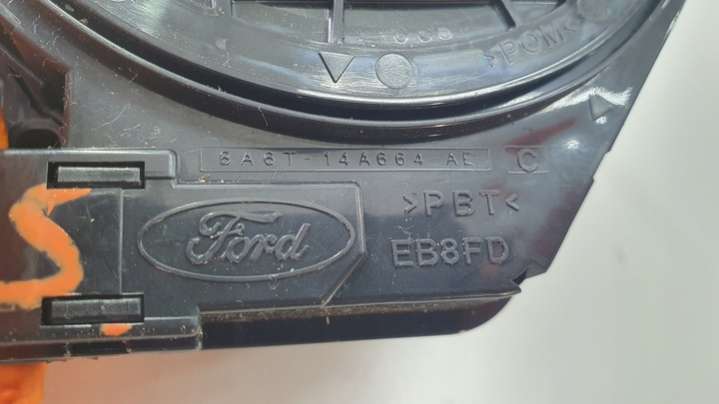 >POM<
6A6T-14A664 AE C
>PBT<
Ford
EB8FD
S